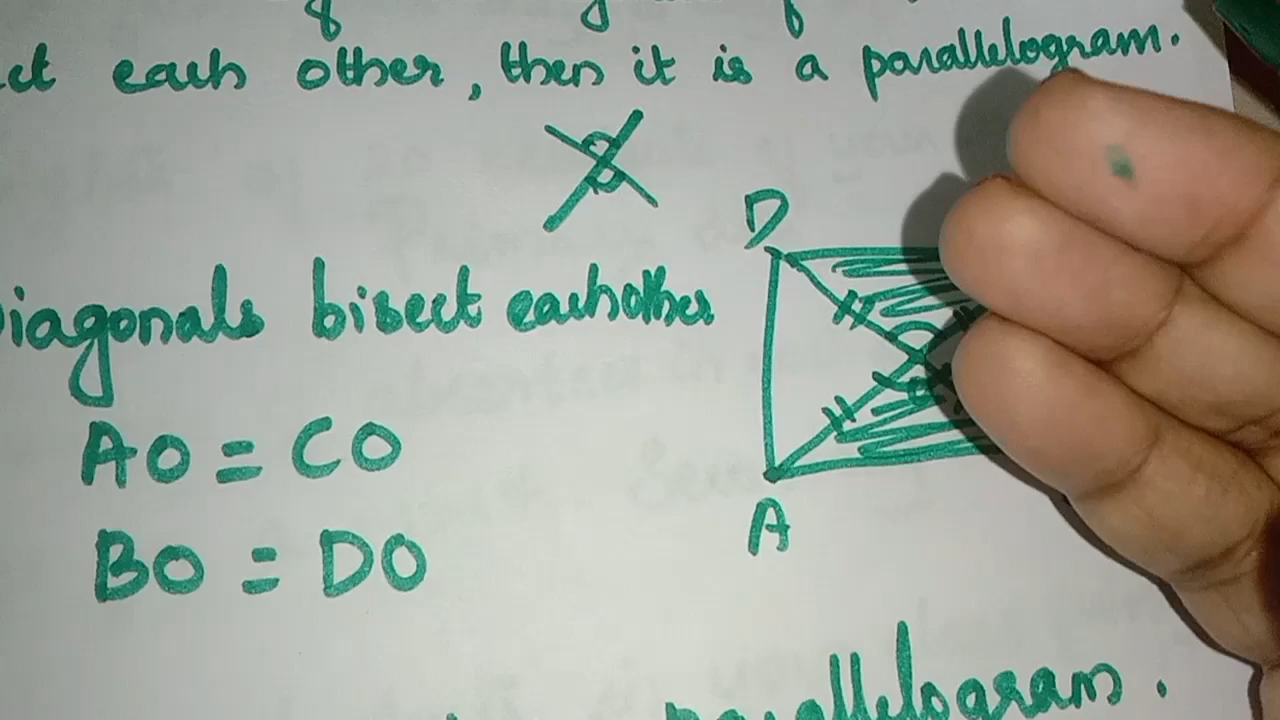 each other, then it is a parallelogram.
D
Diagonals bisect eachother
AO = CO
BO = DO
A
parallelogram.